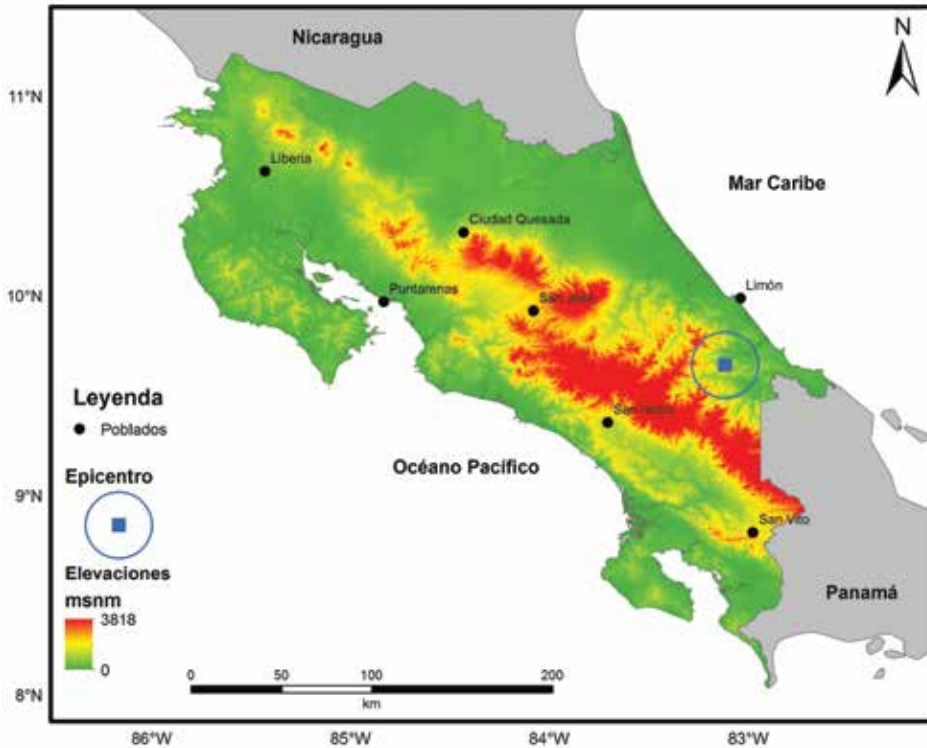 Nicaragua
N
11°N
Liberia
Mar Caribe
Ciudad Quesada
10°N
Puntarenas
San José
Limón
Leyenda
Poblados
San Isidro
Océano Pacífico
Epicentro
9°N
San Vito
Elevaciones
msnm
3818
0
Panamá
0 50 100 200
km
8°N
86°W 85°W 84°W 83°W